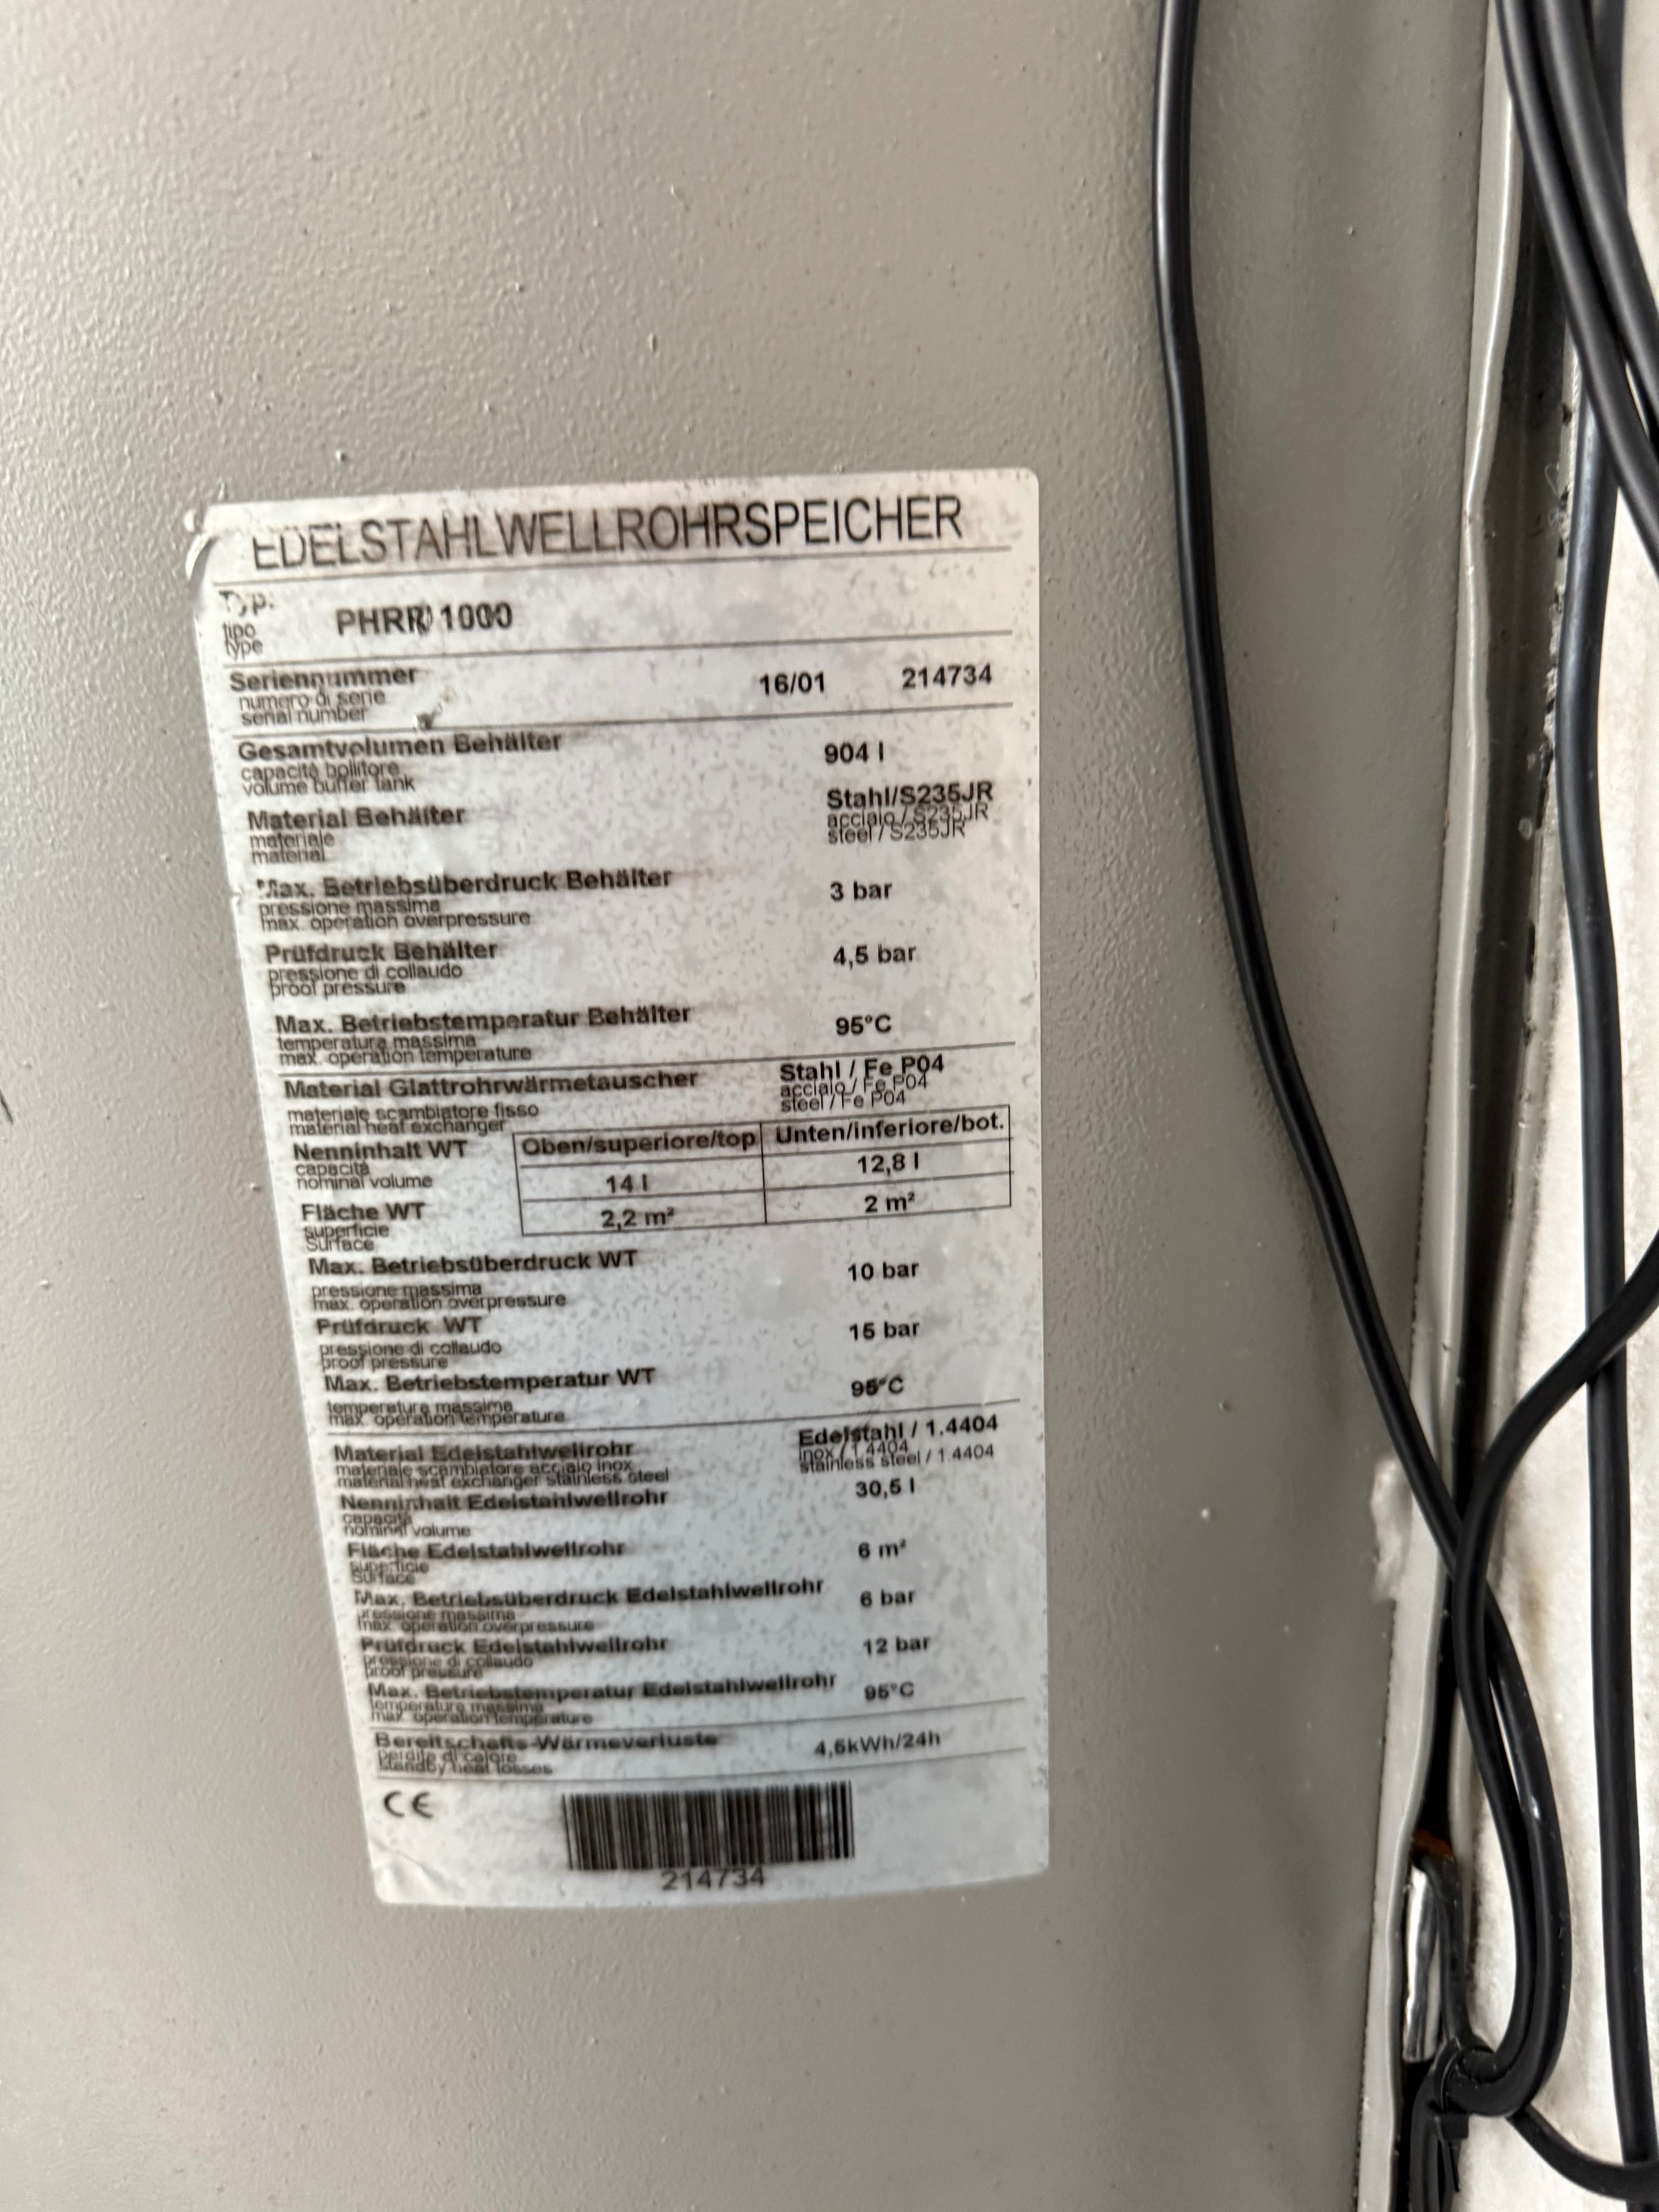 EDELSTAHLWELLROHRSPEICHER
Typ.
tipo
type
PHRR 1000
Seriennummer
numero di serie
serial number
16/01 214734
Gesamtvolumen Behälter 904 l
capacità bollitore
volume buffer tank
Material Behälter Stahl/S235JR
materiale acciaio / S235JR
material steel / S235JR
Max. Betriebsüberdruck Behälter 3 bar
pressione massima
max. operation overpressure
Prüfdruck Behälter 4,5 bar
pressione di collaudo
proof pressure
Max. Betriebstemperatur Behälter 95°C
temperatura massima
max. operation temperature
Material Glattrohrwärmetauscher Stahl / Fe P04
materiale scambiatore fisso acciaio / Fe P04
material heat exchanger steel / Fe P04
Oben/superiore/top Unten/inferiore/bot.
Nenninhalt WT 14 l 12,8 l
capacità
nominal volume
Fläche WT 2,2 m² 2 m²
superficie
Surface
Max. Betriebsüberdruck WT 10 bar
pressione massima
max. operation overpressure
Prüfdruck WT 15 bar
pressione di collaudo
proof pressure
Max. Betriebstemperatur WT 95°C
temperatura massima
max. operation temperature
Material Edelstahlwellrohr Edelstahl / 1.4404
materiale scambiatore acciaio inox inox / 1.4404
material heat exchanger stainless steel stainless steel / 1.4404
Nenninhalt Edelstahlwellrohr 30,5 l
capacità
nominal volume
Fläche Edelstahlwellrohr 6 m²
superficie
Surface
Max. Betriebsüberdruck Edelstahlwellrohr 6 bar
pressione massima
max. operation overpressure
Prüfdruck Edelstahlwellrohr 12 bar
pressione di collaudo
proof pressure
Max. Betriebstemperatur Edelstahlwellrohr 95°C
temperatura massima
max. operation temperature
Bereitschafts-Wärmeverluste
perdite di calore
standby heat losses
CE
214734